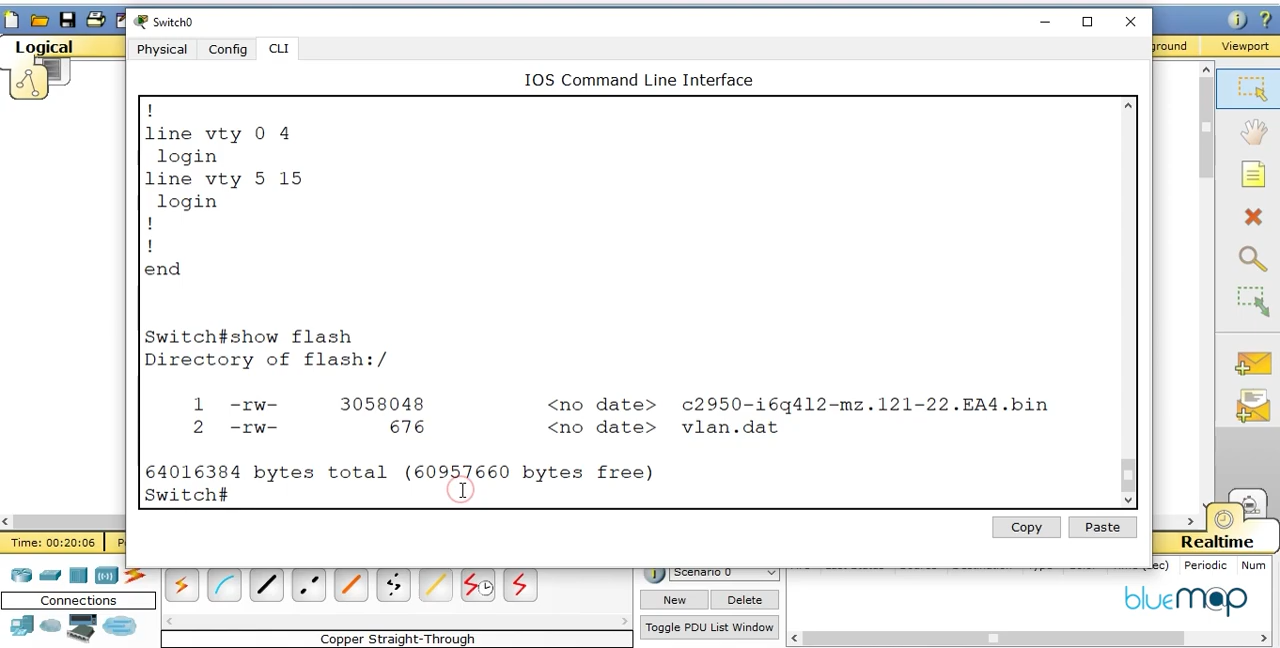 Switch0
Logical
Physical Config CLI
ground Viewport
IOS Command Line Interface
!
line vty 0 4
login
line vty 5 15
login
!
!
end
Switch#show flash
Directory of flash:/
1 -rw- 3058048 <no date> c2950-i6q4l2-mz.121-22.EA4.bin
2 -rw- 676 <no date> vlan.dat
64016384 bytes total (60957660 bytes free)
Switch#
Copy Paste
Time: 00:20:06
Realtime
Scenario 0
Periodic Num
Connections
New Delete
bluemap
Toggle PDU List Window
Copper Straight-Through